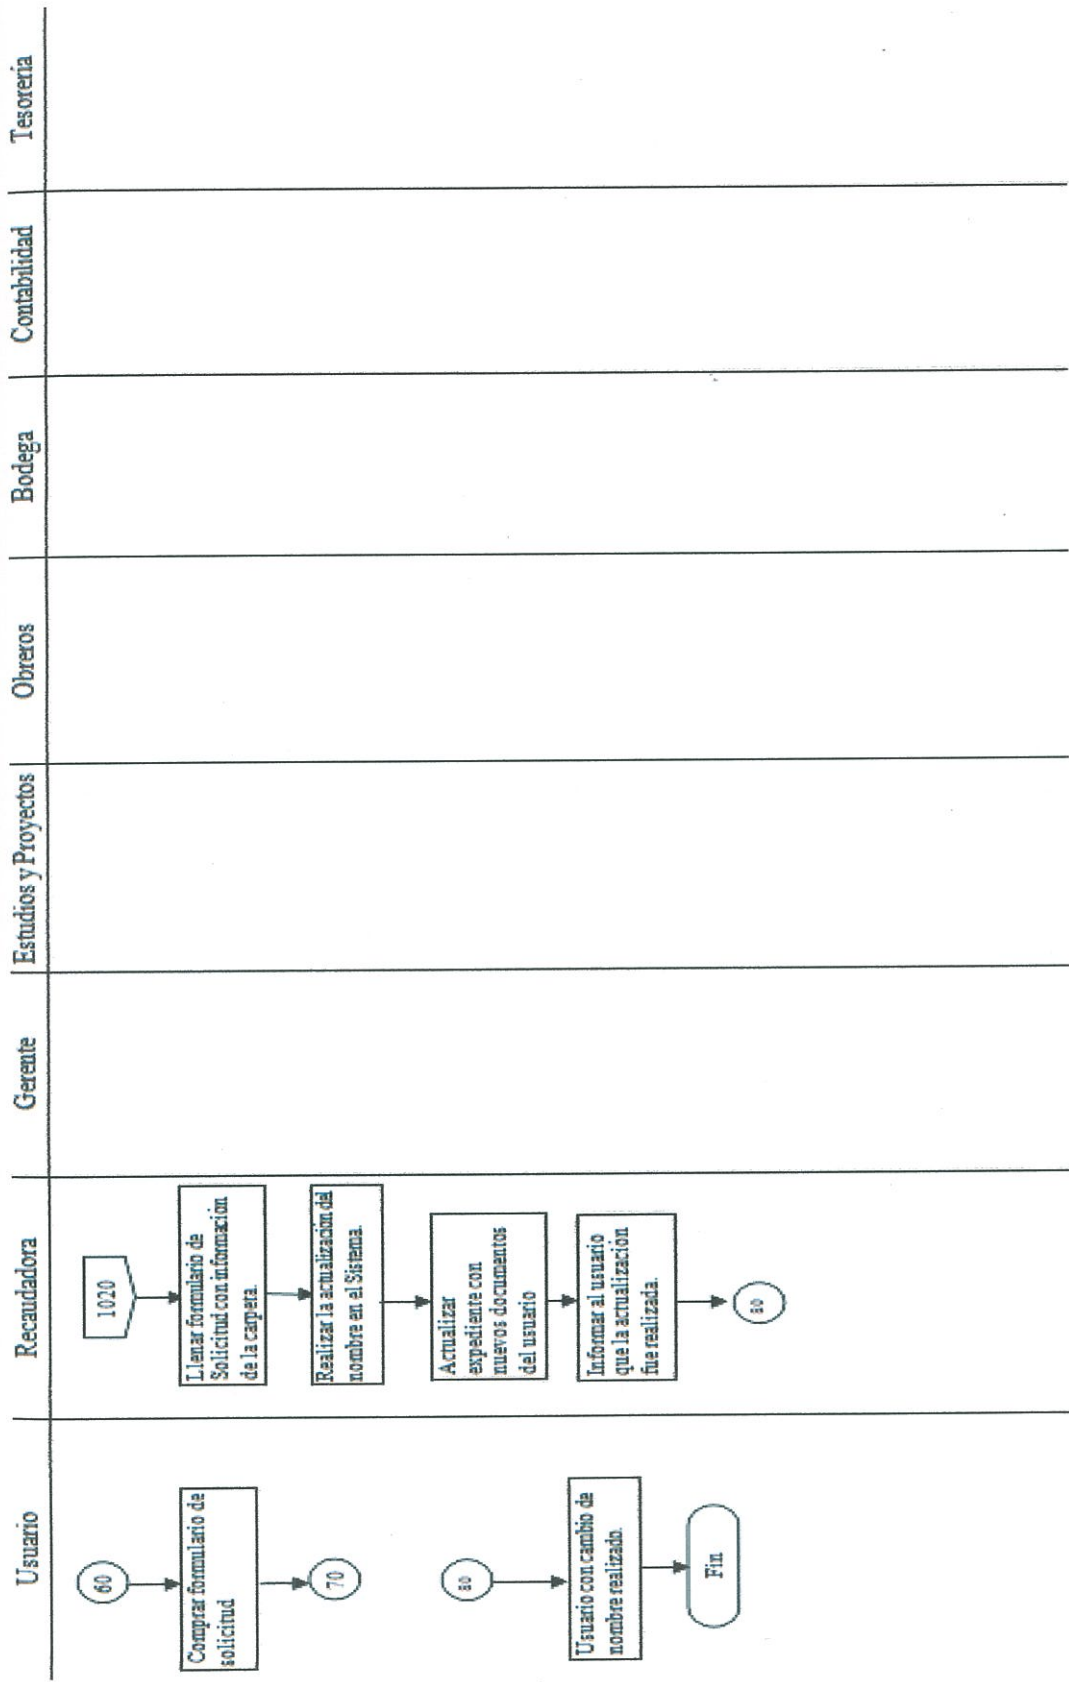 Usuario
Recaudadora
Gerente
Estudios y Proyectos
Obreros
Bodega
Contabilidad
Tesorería
60
Comprar formulario de
solicitud
70
80
Usuario con cambio de
nombre realizado.
Fin
1020
Llenar formulario de
Solicitud con información
de la carpeta.
Realizar la actualización del
nombre en el Sistema.
Actualizar
expediente con
nuevos documentos
del usuario
Informar al usuario
que la actualización
fue realizada.
80